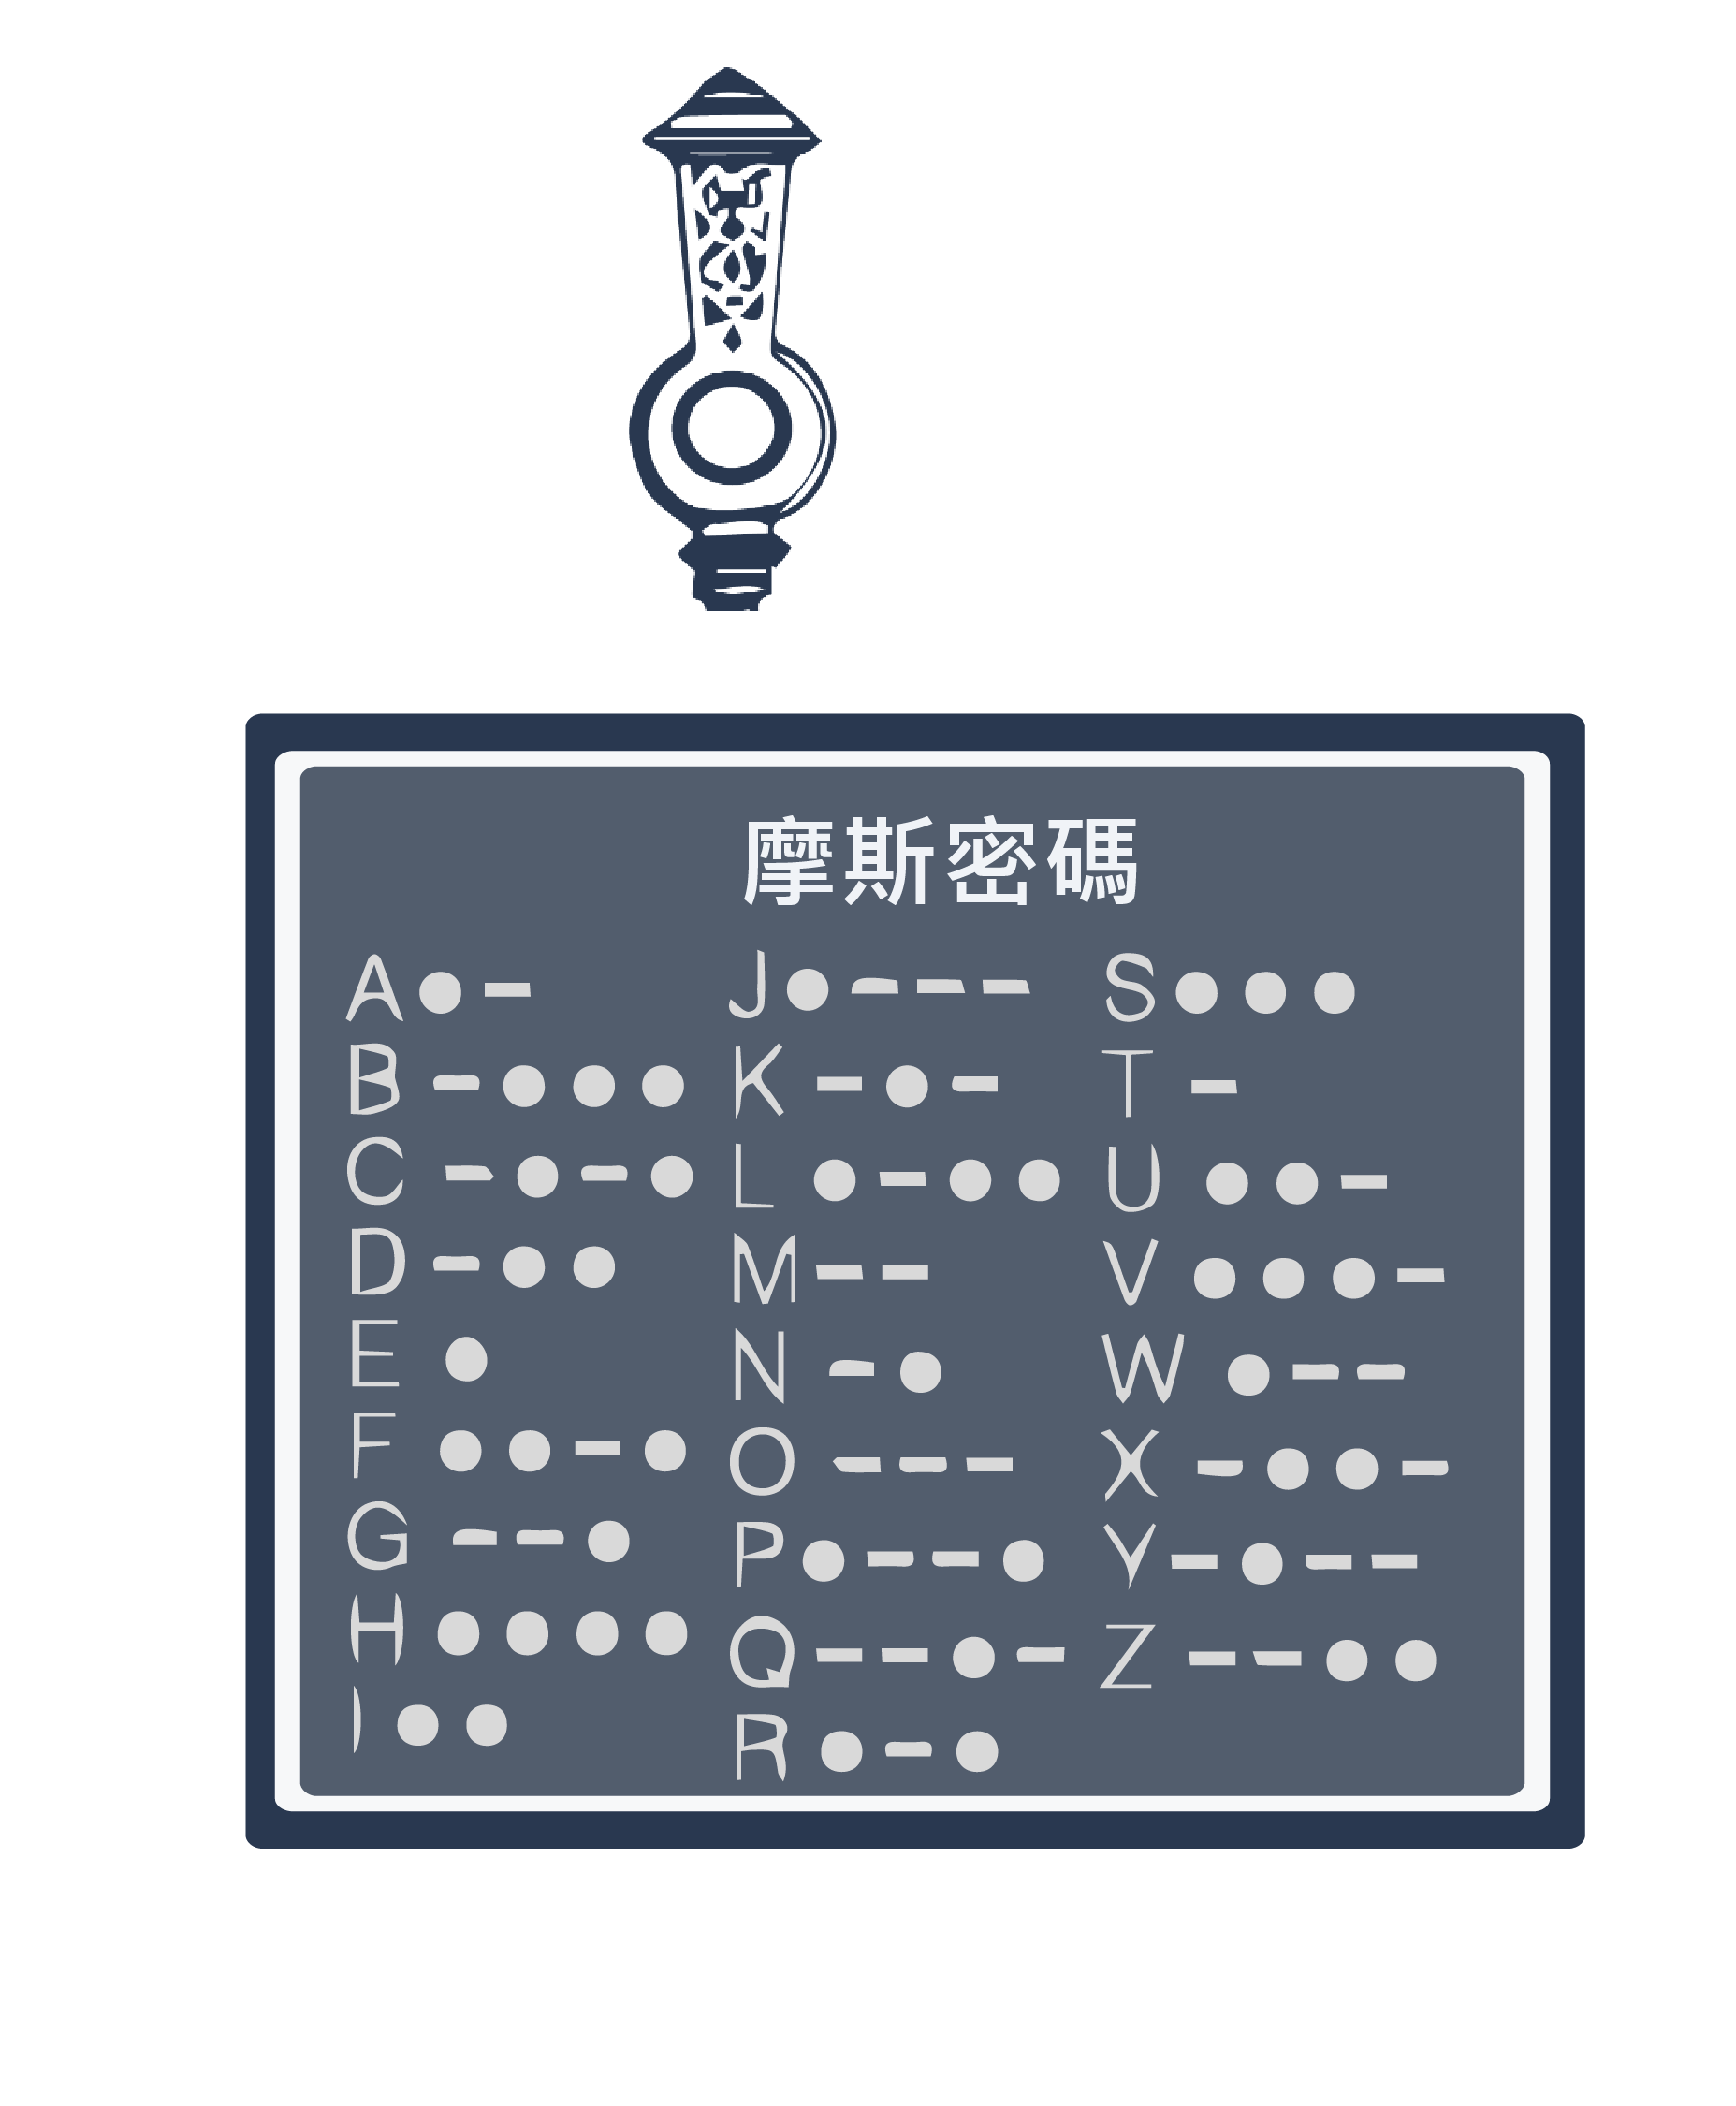 摩斯密碼
A●-
B-●●●
C -●-●
D-●●
E ●
F ●●-●
G --●
H●●●●
I●●
J●---
K -●-
L ●-●●
M--
N -●
O ---
P●--●
Q--●-
R●-●
S●●●
T -
U ●●-
V ●●●-
W ●--
X -●●-
Y-●--
Z --●●